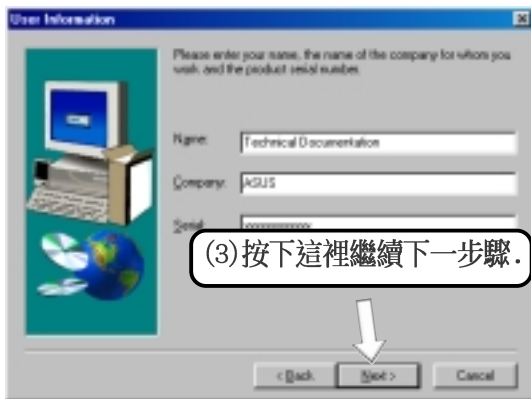 User Information
Please enter your name, the name of the company for whom you
work and the product serial number.
Name: Technical Documentation
Company: ASUS
Serial: xxxxxxxxxxxx
(3)按下這裡繼續下一步驟.
< Back Next > Cancel